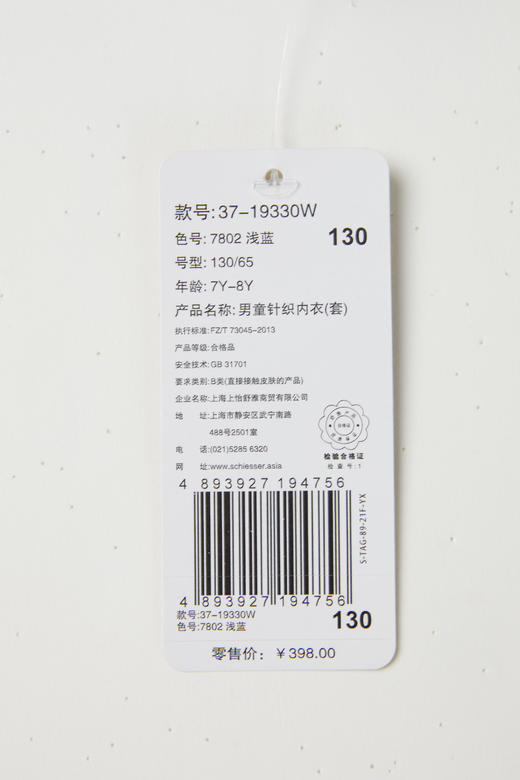 款号: 37-19330W
色号: 7802 浅蓝 130
号型: 130/65
年龄: 7Y-8Y
产品名称: 男童针织内衣(套)
执行标准: FZ/T 73045-2013
产品等级: 合格品
安全技术: GB 31701
要求类别: B类(直接接触皮肤的产品)
企业名称: 上海上怡舒雅商贸有限公司
地 址: 上海市静安区武宁南路
488号2501室
电 话: (021)5285 6320
网 址: www.schiesser.asia
合格证
检验合格证
检 查 号: 1
4 893927 194756
S-TAG-89-21F-YX
4 893927 194756
款号:37-19330W
色号:7802 浅蓝 130
零售价: ￥398.00